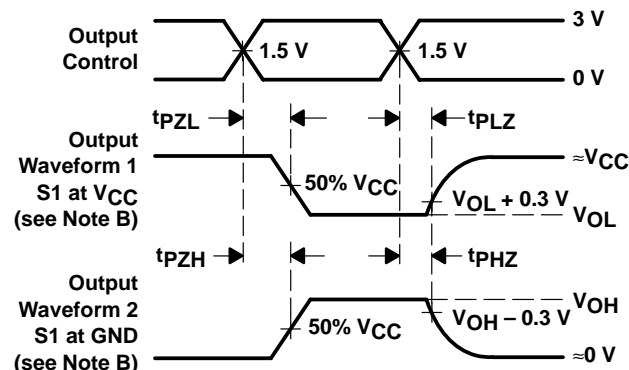 Output
Control
3 V
1.5 V
1.5 V
0 V
tPZL
tPLZ
Output
Waveform 1
S1 at VCC
(see Note B)
≈VCC
50% VCC
VOL + 0.3 V
VOL
tPZH
tPHZ
Output
Waveform 2
S1 at GND
(see Note B)
VOH
50% VCC
VOH – 0.3 V
≈0 V